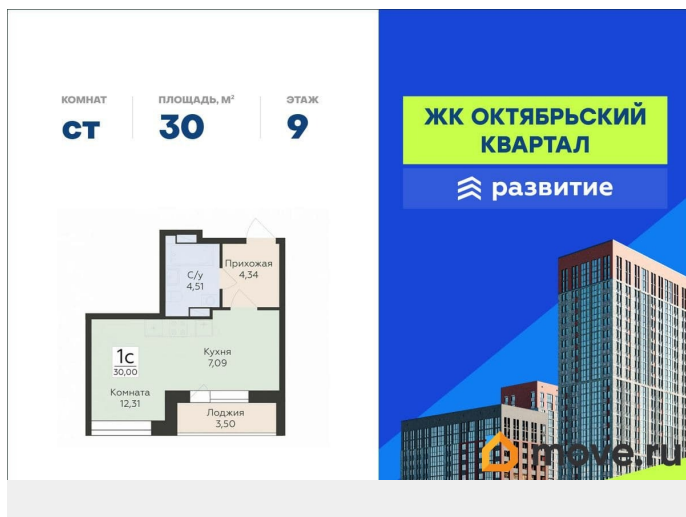 КОМНАТ
ст
ПЛОЩАДЬ, М²
30
ЭТАЖ
9
С/у
4,51
Прихожая
4,34
1с
30,00
Кухня
7,09
Комната
12,31
Лоджия
3,50
ЖК ОКТЯБРЬСКИЙ
КВАРТАЛ
развитие
move.ru